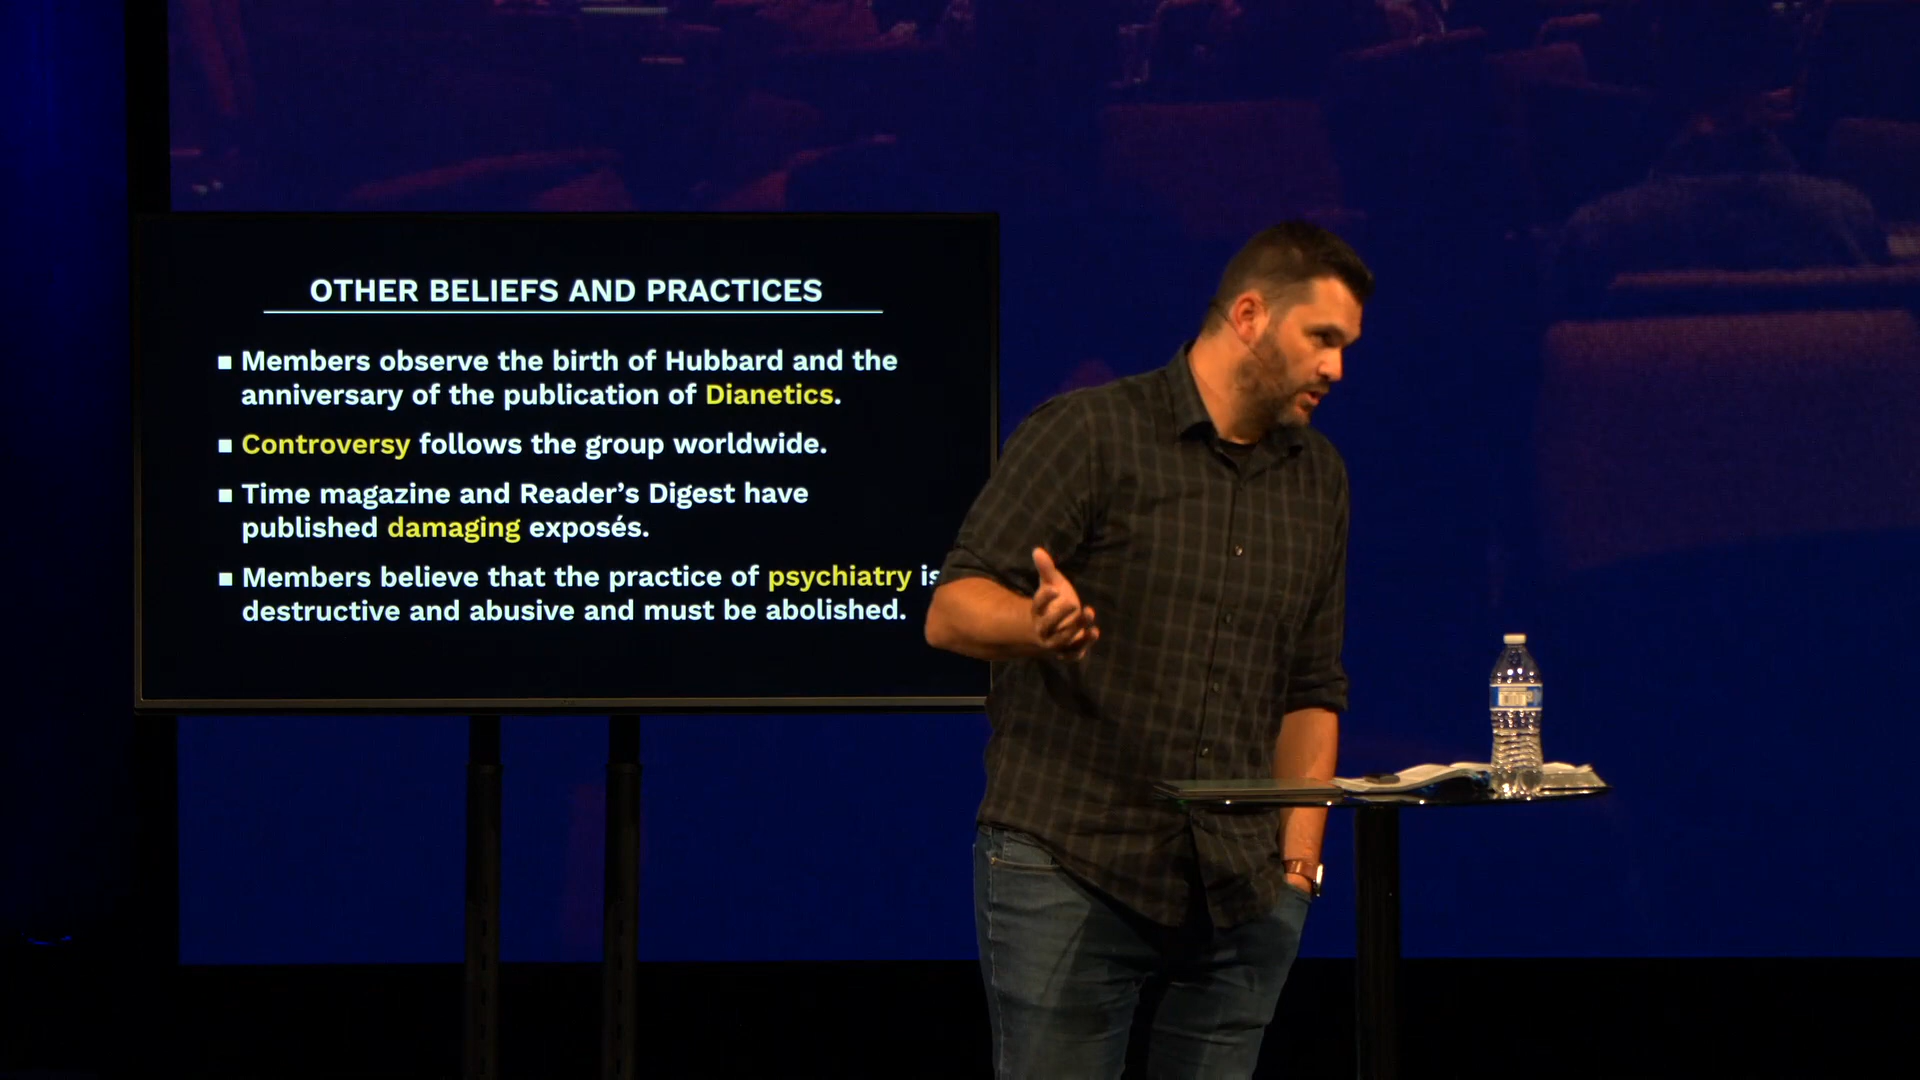 OTHER BELIEFS AND PRACTICES
▪ Members observe the birth of Hubbard and the
anniversary of the publication of Dianetics.
▪ Controversy follows the group worldwide.
▪ Time magazine and Reader's Digest have
published damaging exposés.
▪ Members believe that the practice of psychiatry is
destructive and abusive and must be abolished.